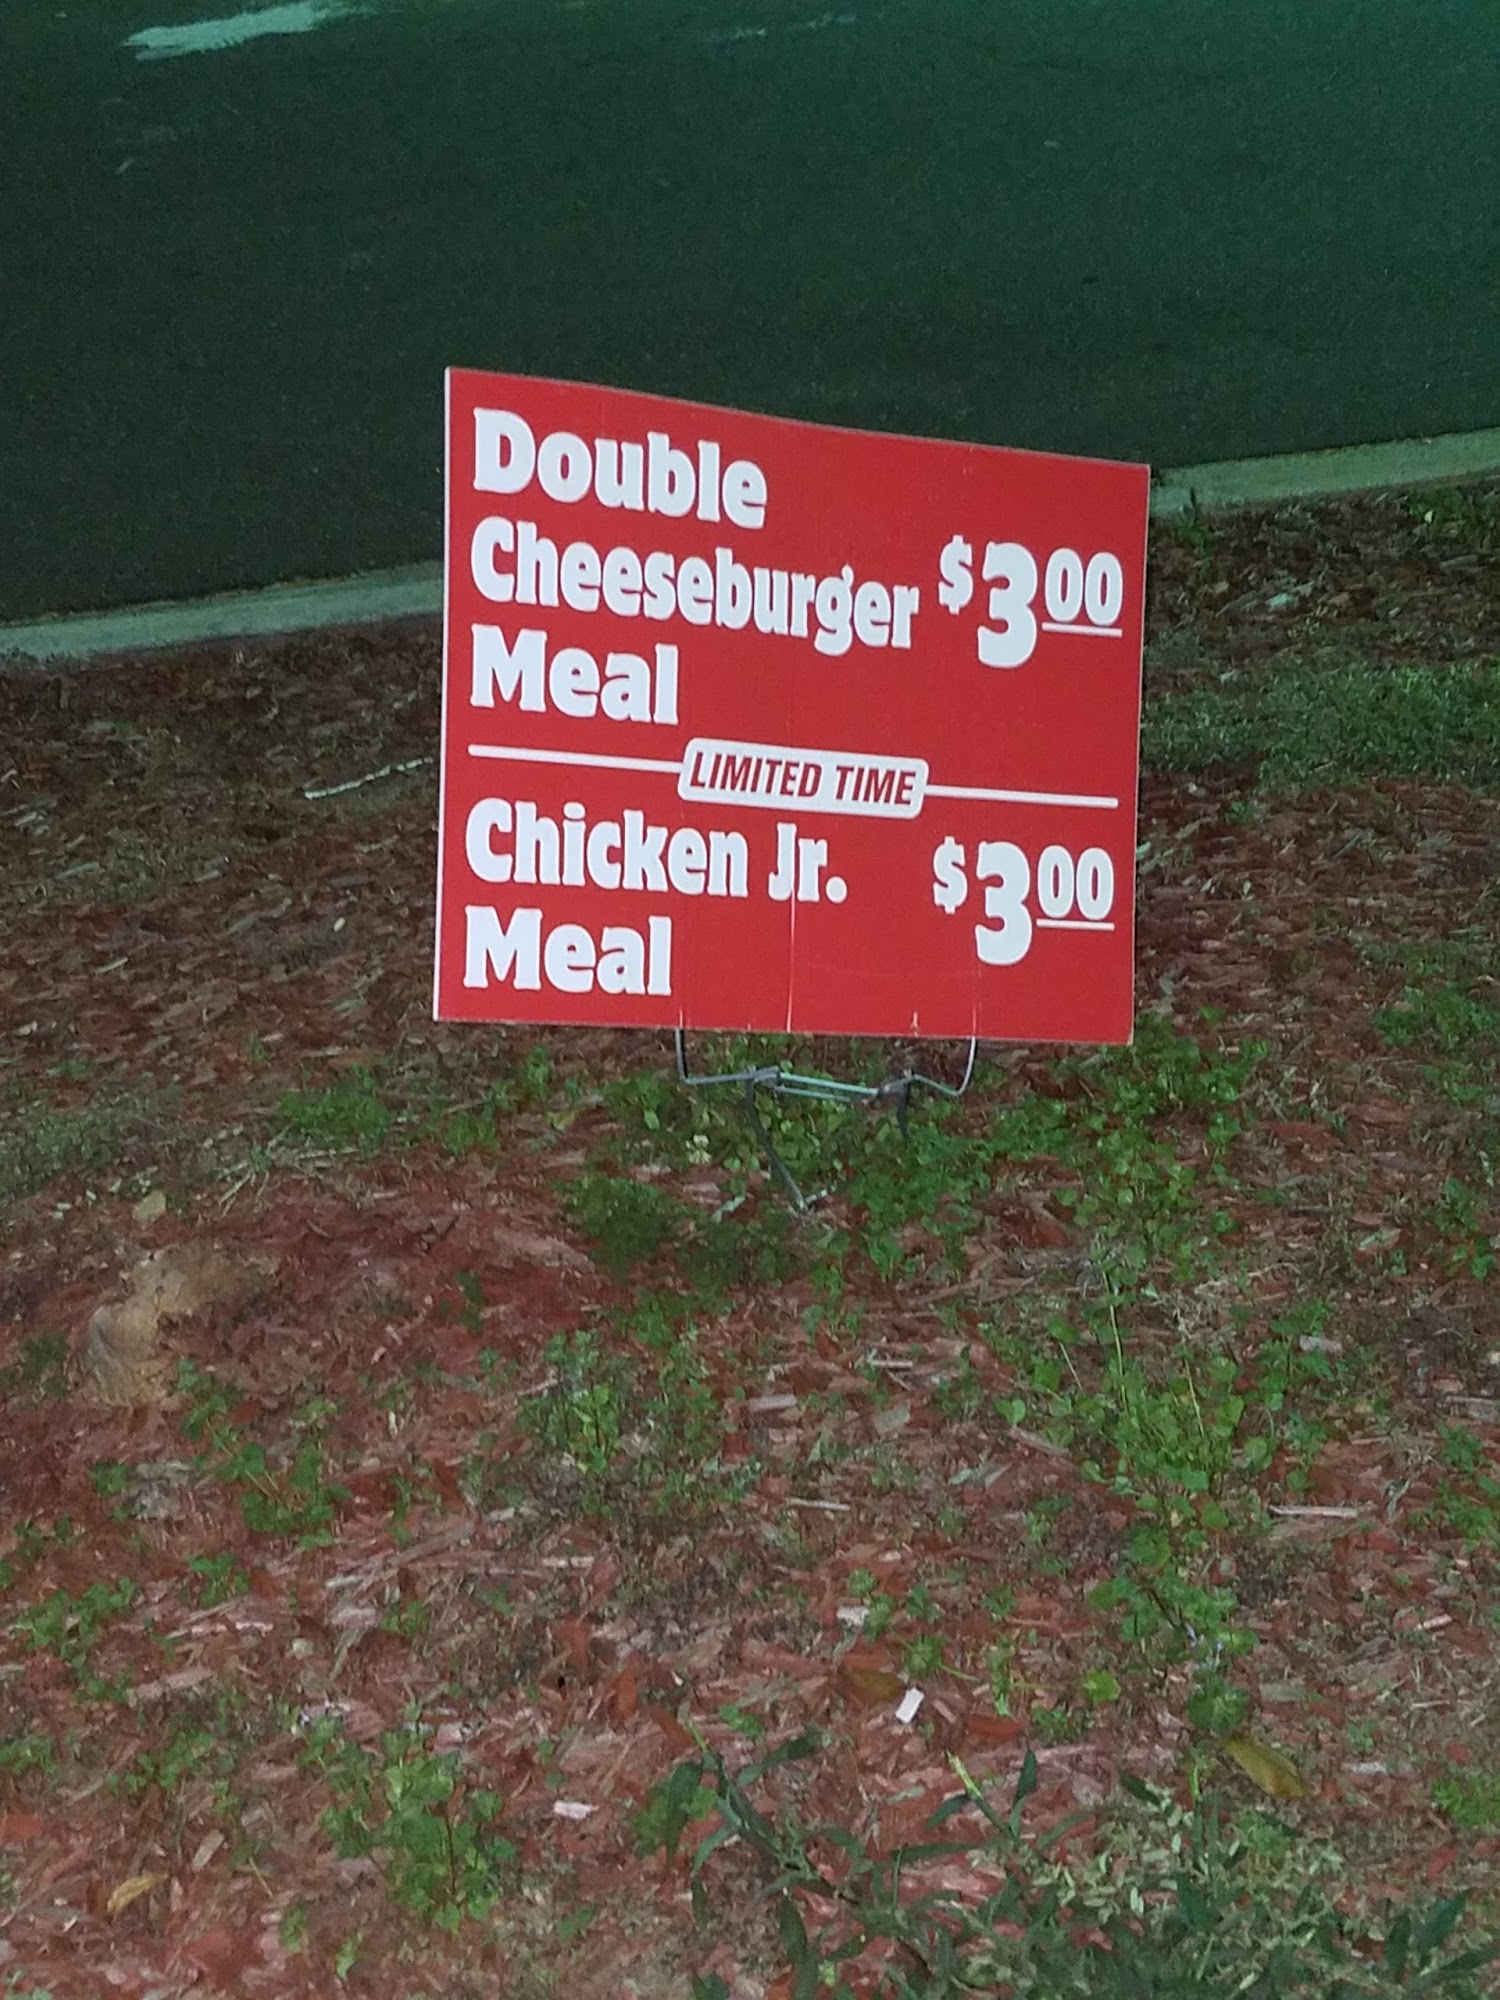 Double
Cheeseburger $3.00
Meal
LIMITED TIME
Chicken Jr. $3.00
Meal